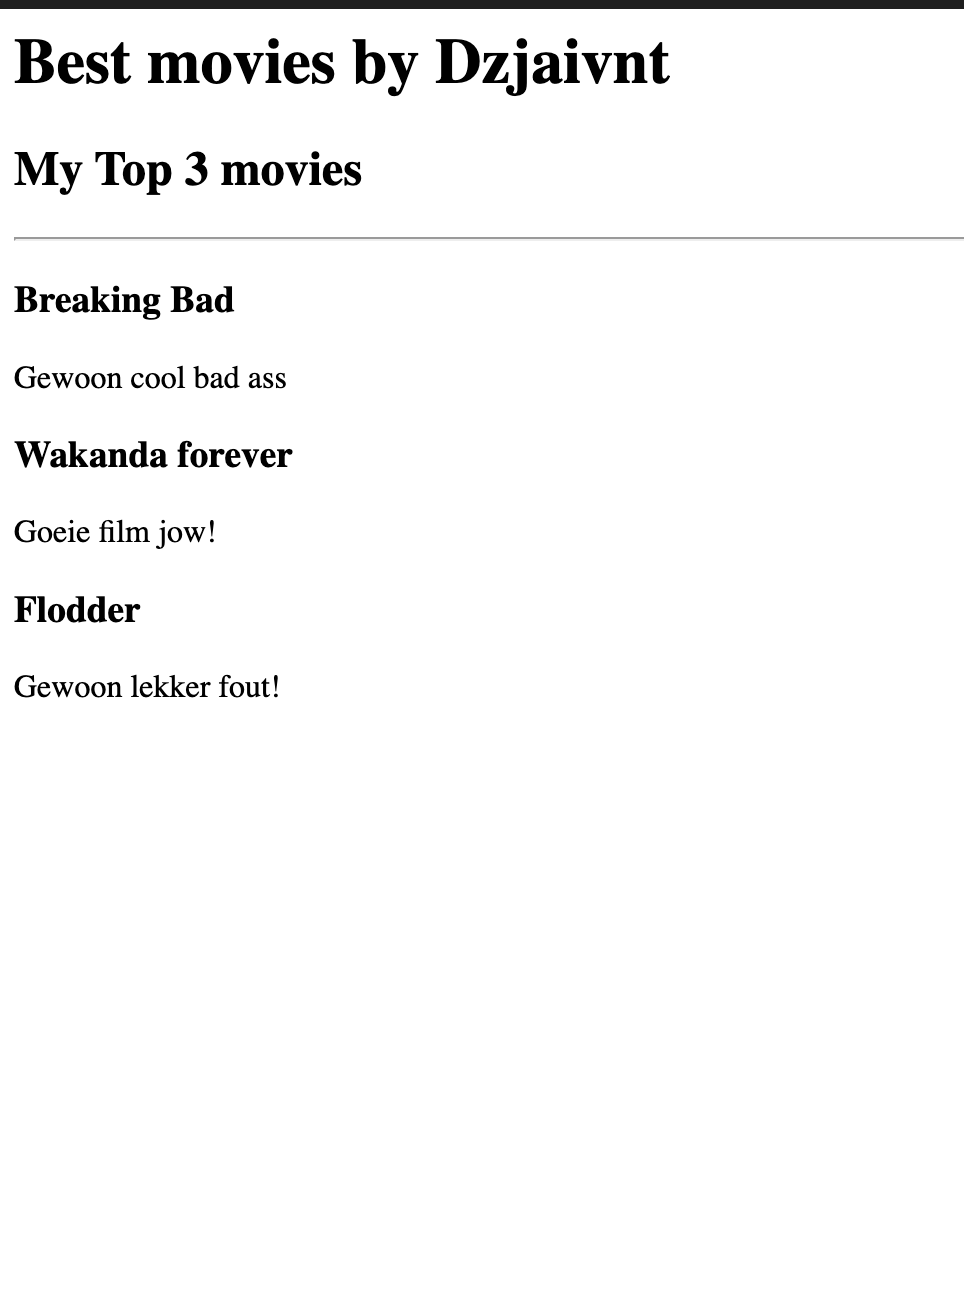 Best movies by Dzjaivnt
My Top 3 movies
Breaking Bad
Gewoon cool bad ass
Wakanda forever
Goeie film jow!
Flodder
Gewoon lekker fout!